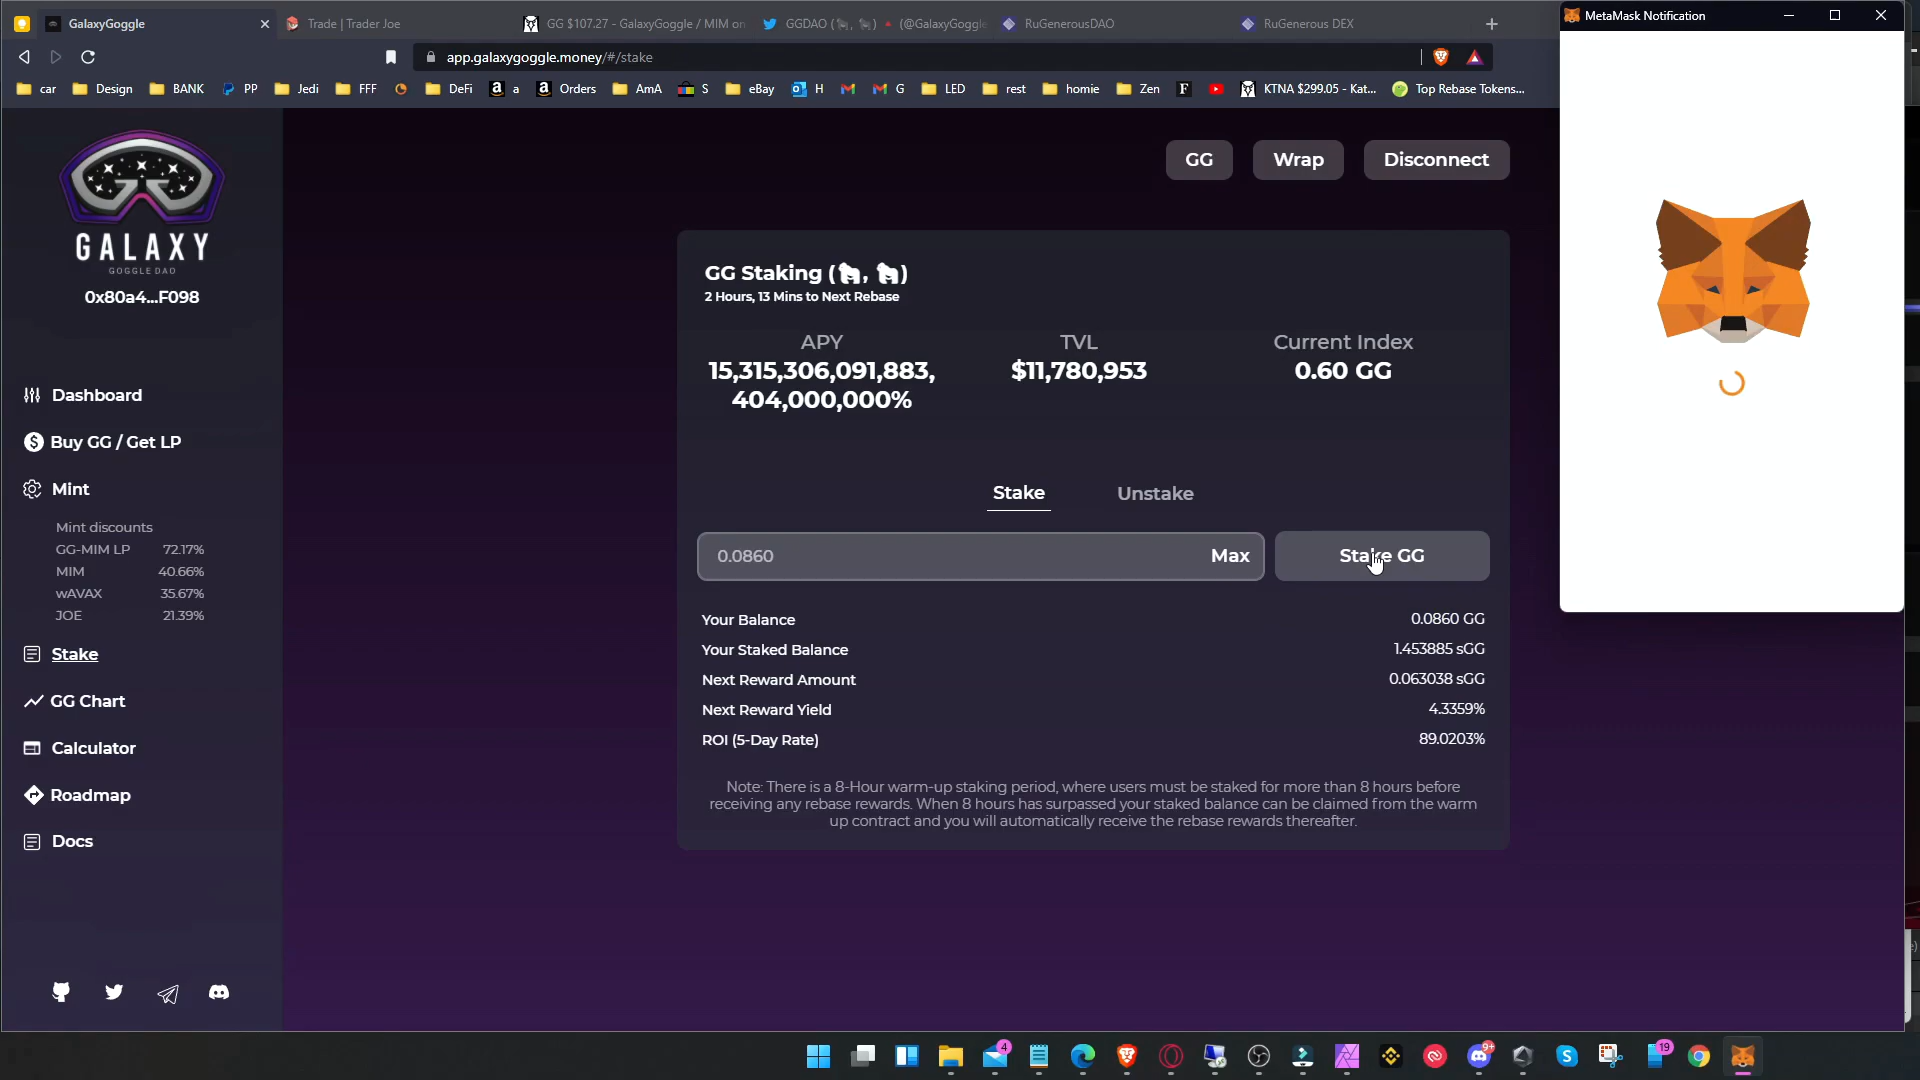 GalaxyGoggle
Trade | Trader Joe
GG $107.27 - GalaxyGoggle / MIM on
GGDAO (🦍, 🦍) 🔺 (@GalaxyGoggle
RuGenerousDAO
RuGenerous DEX
MetaMask Notification
app.galaxygoggle.money/#/stake
car
Design
BANK
PP
Jedi
FFF
DeFi
a
Orders
AmA
S
eBay
H
G
LED
rest
homie
Zen
KTNA $299.05 - Kat...
Top Rebase Tokens...
GALAXY
GOGGLE DAO
0x80a4...F098
Dashboard
Buy GG / Get LP
Mint
Mint discounts
GG-MIM LP 72.17%
MIM 40.66%
wAVAX 35.67%
JOE 21.39%
Stake
GG Chart
Calculator
Roadmap
Docs
GG
Wrap
Disconnect
GG Staking (🦍, 🦍)
2 Hours, 13 Mins to Next Rebase
APY
15,315,306,091,883,
404,000,000%
TVL
$11,780,953
Current Index
0.60 GG
Stake
Unstake
0.0860
Max
Stake GG
Your Balance 0.0860 GG
Your Staked Balance 1.453885 sGG
Next Reward Amount 0.063038 sGG
Next Reward Yield 4.3359%
ROI (5-Day Rate) 89.0203%
Note: There is a 8-Hour warm-up staking period, where users must be staked for more than 8 hours before
receiving any rebase rewards. When 8 hours has surpassed your staked balance can be claimed from the warm
up contract and you will automatically receive the rebase rewards thereafter.
4
9+
19